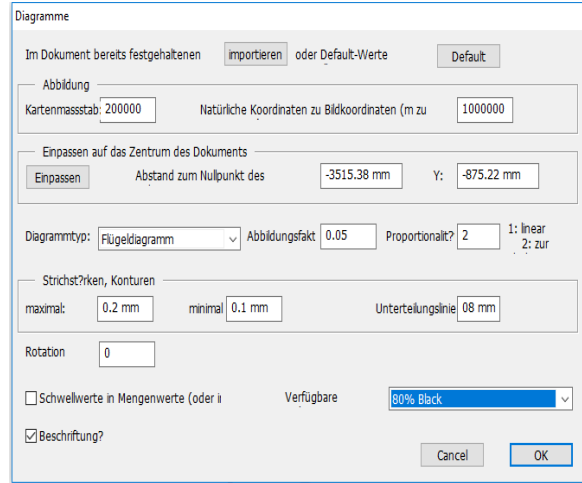 Diagramme
Im Dokument bereits festgehaltenen importieren oder Default-Werte Default
Abbildung
Kartenmasstab: 200000 Natürliche Koordinaten zu Bildkoordinaten (m zu 1000000
Einpassen auf das Zentrum des Dokuments
Einpassen Abstand zum Nullpunkt des -3515.38 mm Y: -875.22 mm
Diagrammtyp: Flügeldiagramm Abbildungsfakt 0.05 Proportionalit? 2 1: linear
2: zur
Strichst?rken, Konturen
maximal: 0.2 mm minimal 0.1 mm Unterteilungslinie 08 mm
Rotation 0
Schwellwerte in Mengenwerte (oder i Verfügbare 80% Black
Beschriftung?
Cancel OK